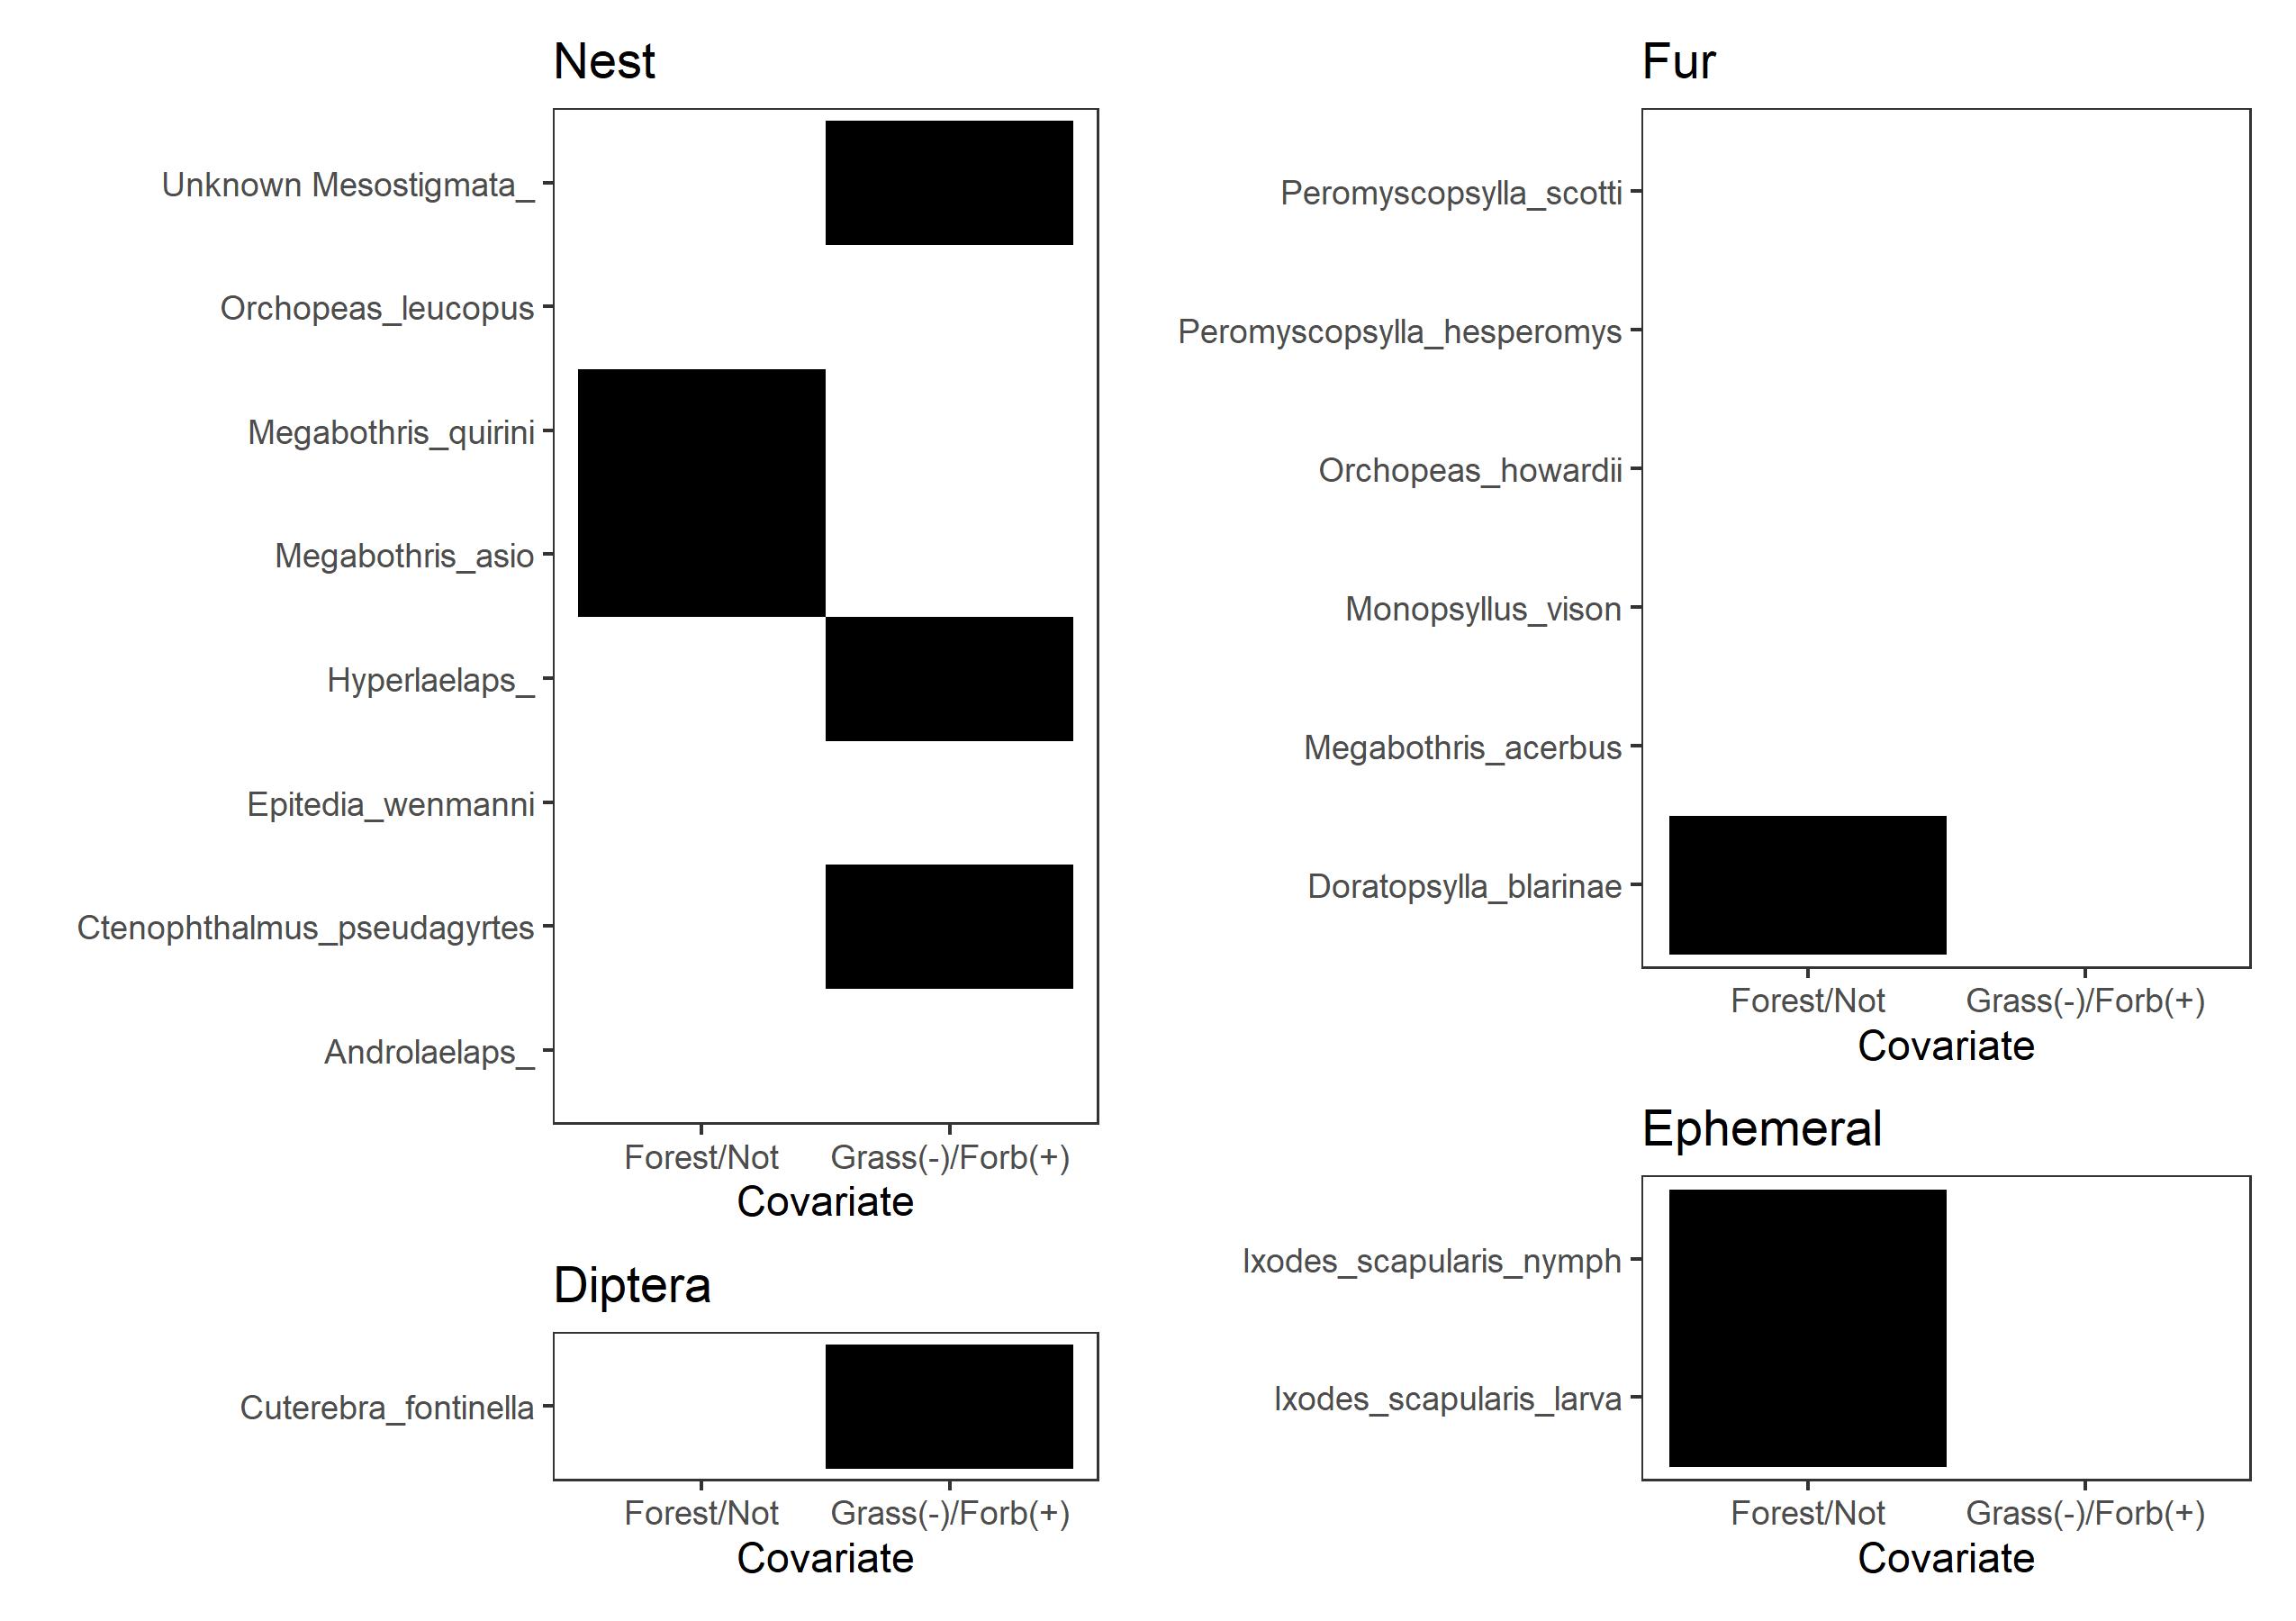 Nest
Unknown Mesostigmata_
Orchopeas_leucopus
Megabothris_quirini
Megabothris_asio
Hyperlaelaps_
Epitedia_wenmanni
Ctenophthalmus_pseudagyrtes
Androlaelaps_
Forest/Not Grass(-)/Forb(+)
Covariate
Diptera
Cuterebra_fontinella
Forest/Not Grass(-)/Forb(+)
Covariate
Fur
Peromyscopsylla_scotti
Peromyscopsylla_hesperomys
Orchopeas_howardii
Monopsyllus_vison
Megabothris_acerbus
Doratopsylla_blarinae
Forest/Not Grass(-)/Forb(+)
Covariate
Ephemeral
Ixodes_scapularis_nymph
Ixodes_scapularis_larva
Forest/Not Grass(-)/Forb(+)
Covariate